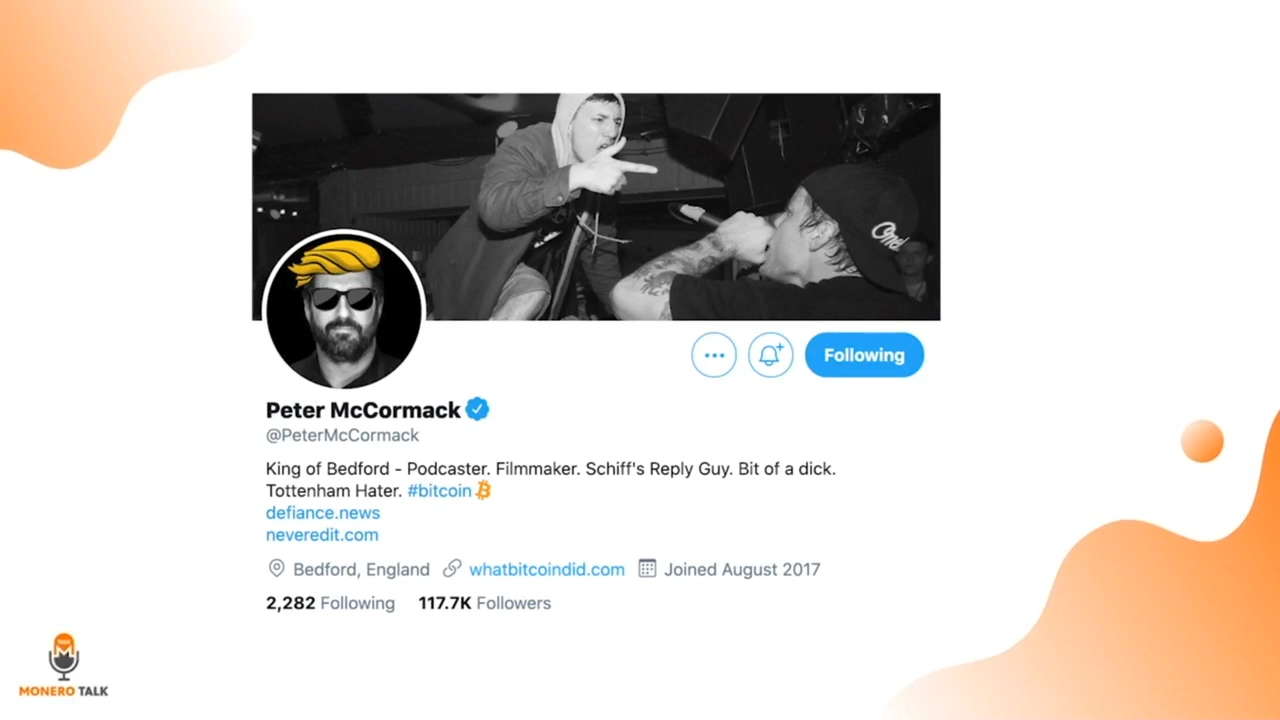 One
Following
Peter McCormack
@PeterMcCormack
King of Bedford - Podcaster. Filmmaker. Schiff's Reply Guy. Bit of a dick.
Tottenham Hater. #bitcoin
defiance.news
neveredit.com
Bedford, England whatbitcoindid.com Joined August 2017
2,282 Following 117.7K Followers
MONERO TALK